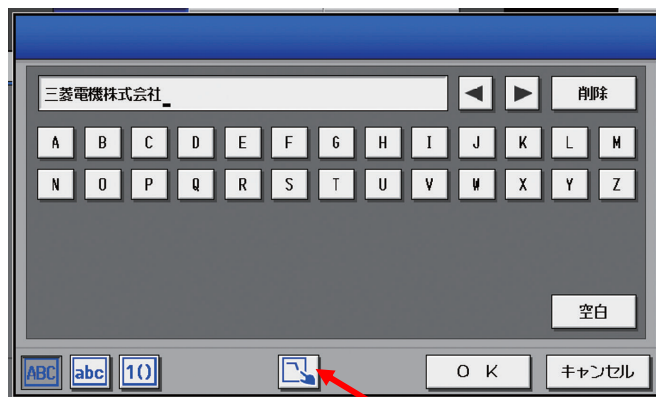 三菱電機株式会社_
削除
A B C D E F G H I J K L M
N O P Q R S T U V W X Y Z
空白
ABC abc 1() O K キャンセル